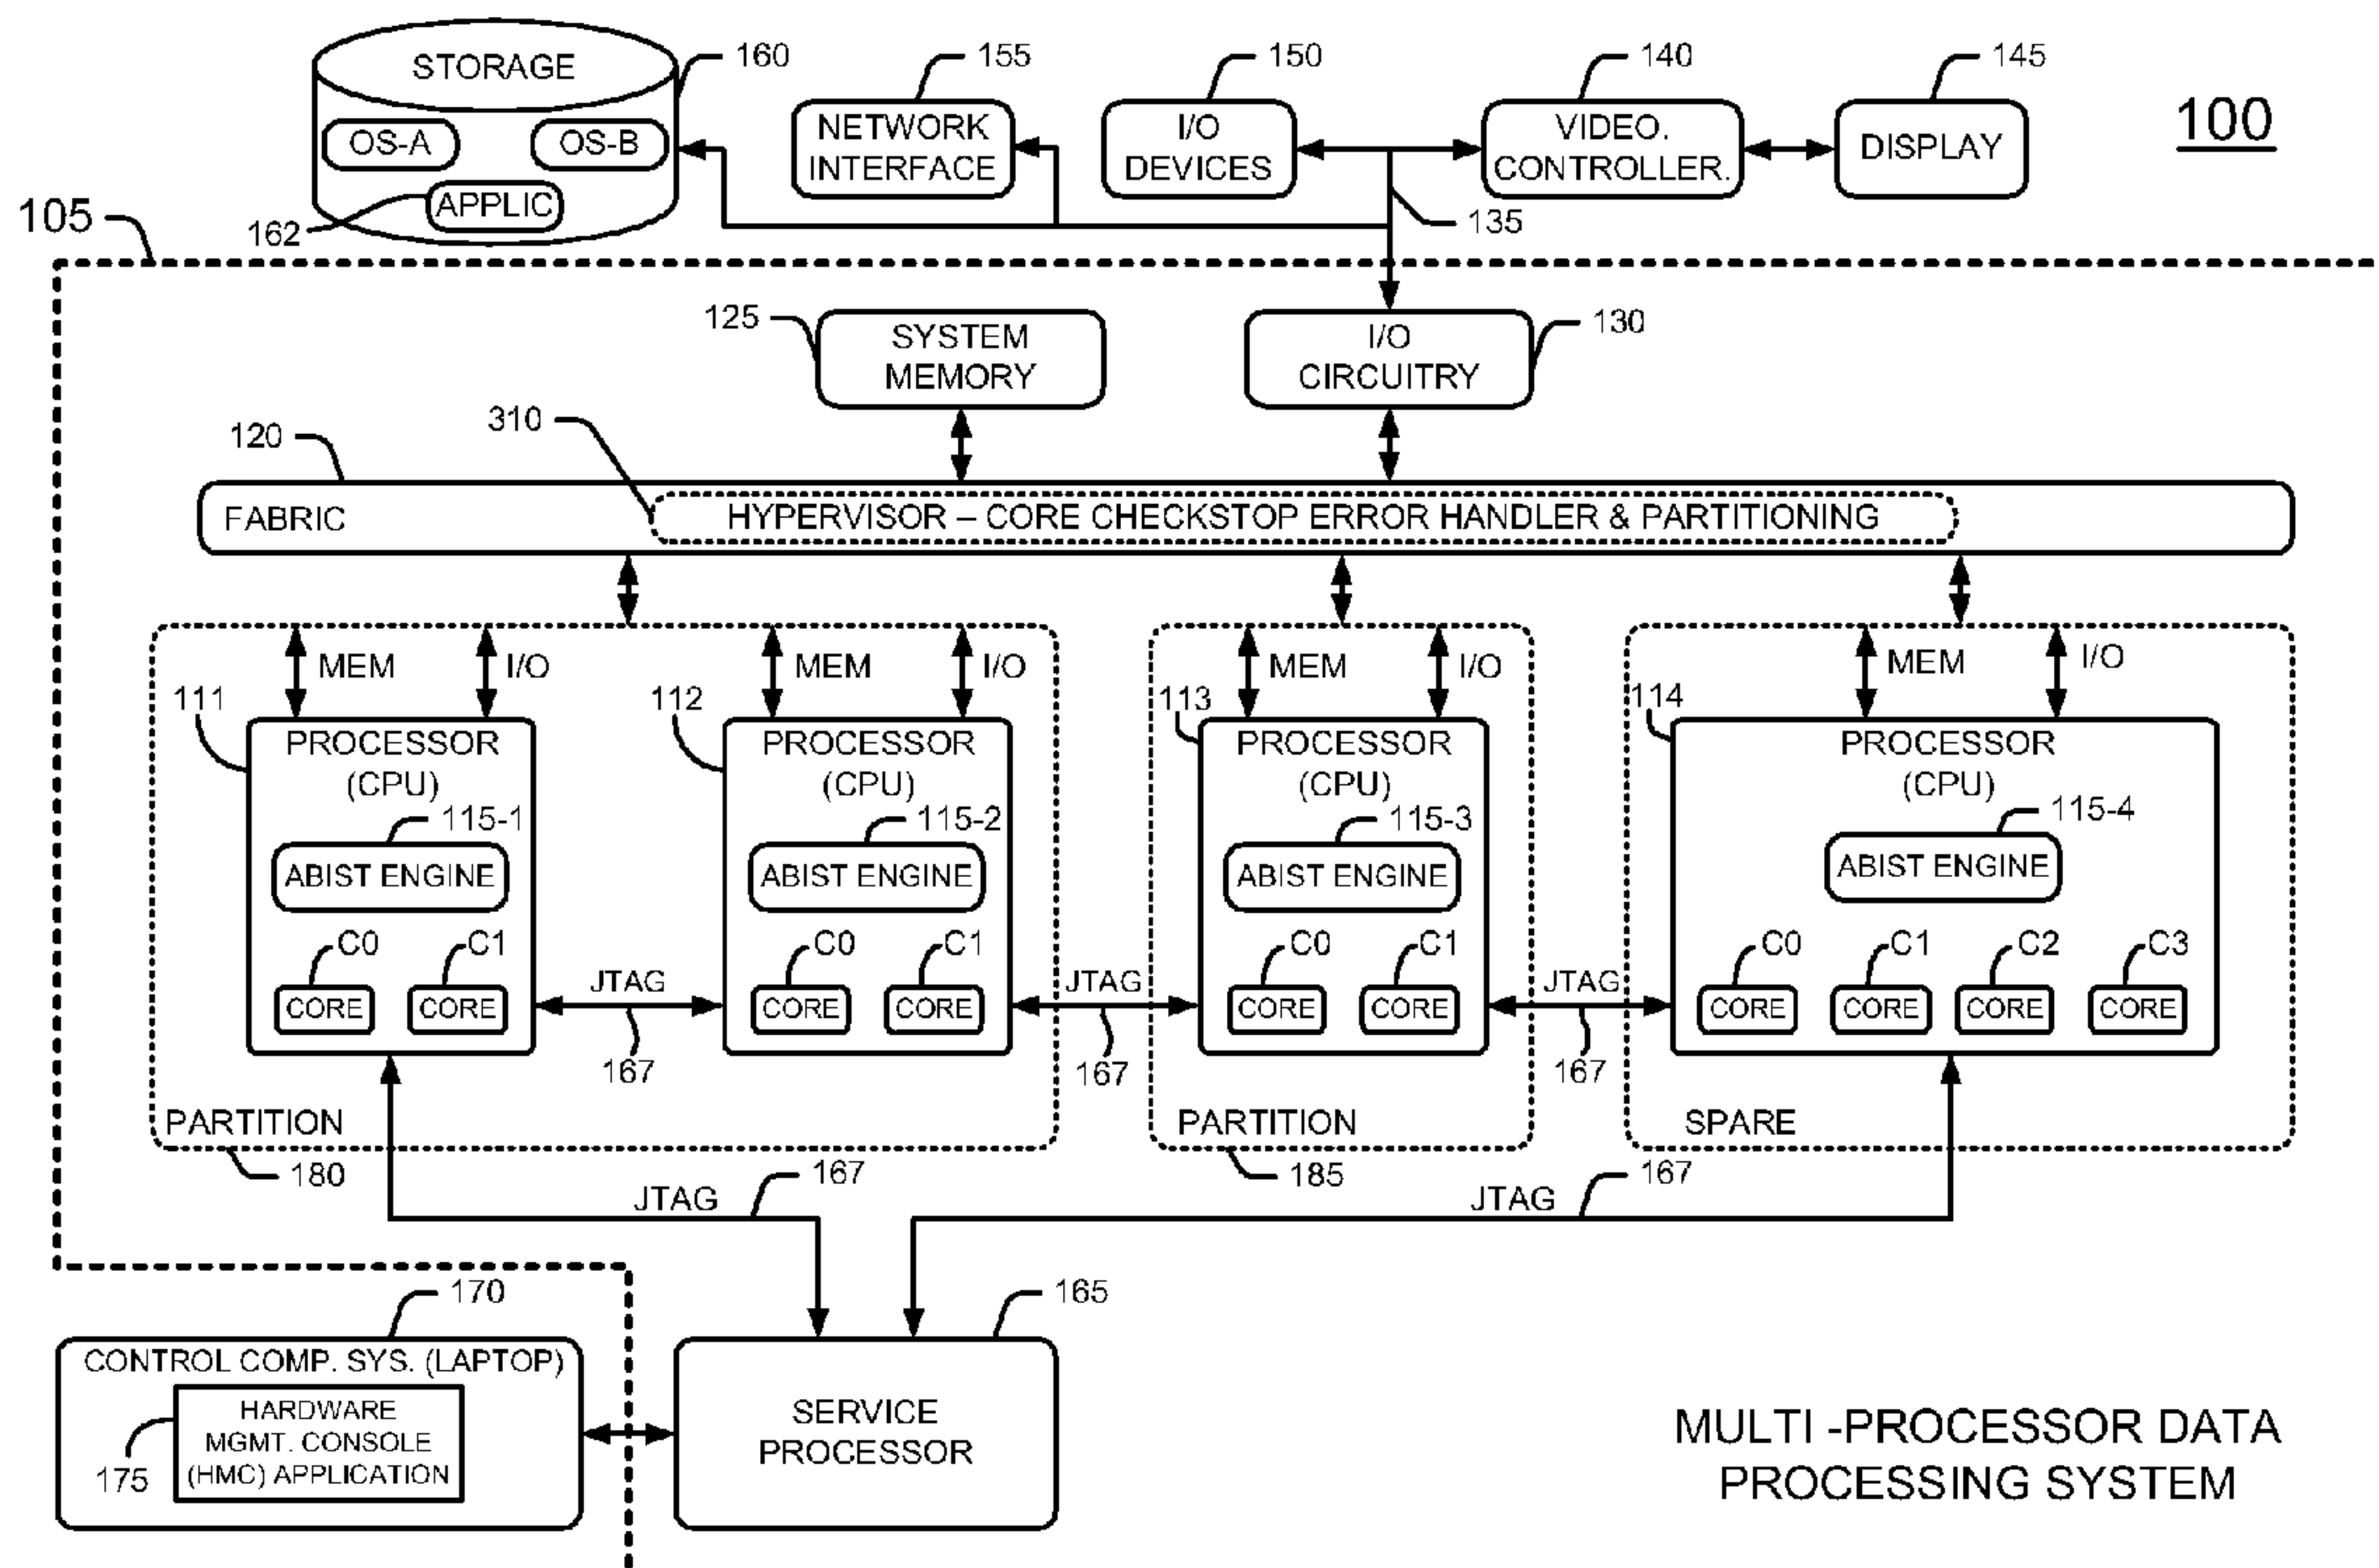 STORAGE
160
155
150
140
145
OS-A
OS-B
APPLIC
162
NETWORK
INTERFACE
I/O
DEVICES
VIDEO.
CONTROLLER.
DISPLAY
100
135
105
125
SYSTEM
MEMORY
I/O
CIRCUITRY
130
310
120
FABRIC
HYPERVISOR – CORE CHECKSTOP ERROR HANDLER & PARTITIONING
MEM
I/O
MEM
I/O
MEM
I/O
MEM
I/O
111
112
113
114
PROCESSOR
(CPU)
115-1
ABIST ENGINE
C0
C1
CORE
CORE
PROCESSOR
(CPU)
115-2
ABIST ENGINE
C0
C1
CORE
CORE
PROCESSOR
(CPU)
115-3
ABIST ENGINE
C0
C1
CORE
CORE
PROCESSOR
(CPU)
115-4
ABIST ENGINE
C0
C1
C2
C3
CORE
CORE
CORE
CORE
JTAG
167
JTAG
167
JTAG
167
PARTITION
180
PARTITION
185
SPARE
JTAG
167
JTAG
167
170
CONTROL COMP. SYS. (LAPTOP)
HARDWARE
MGMT. CONSOLE
(HMC) APPLICATION
175
165
SERVICE
PROCESSOR
MULTI -PROCESSOR DATA
PROCESSING SYSTEM